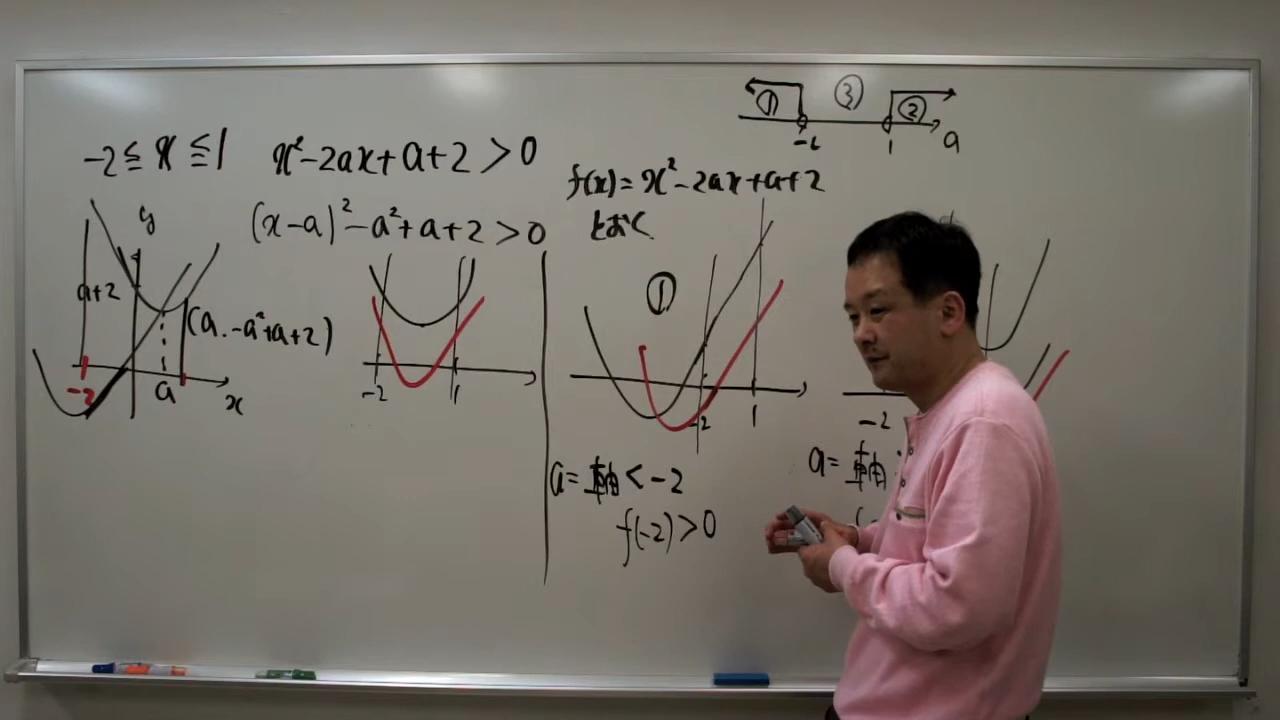 -2 ≦ x ≦ 1 x²-2ax+a+2>0
(x-a)²-a²+a+2>0
y
a+2
(a. -a²+a+2)
-2 a x
-2 1
① ③ ②
-2 1 a
f(x)=x²-2ax+a+2
とおく
①
-2 1
a=軸<-2
f(-2)>0
-2
a=軸